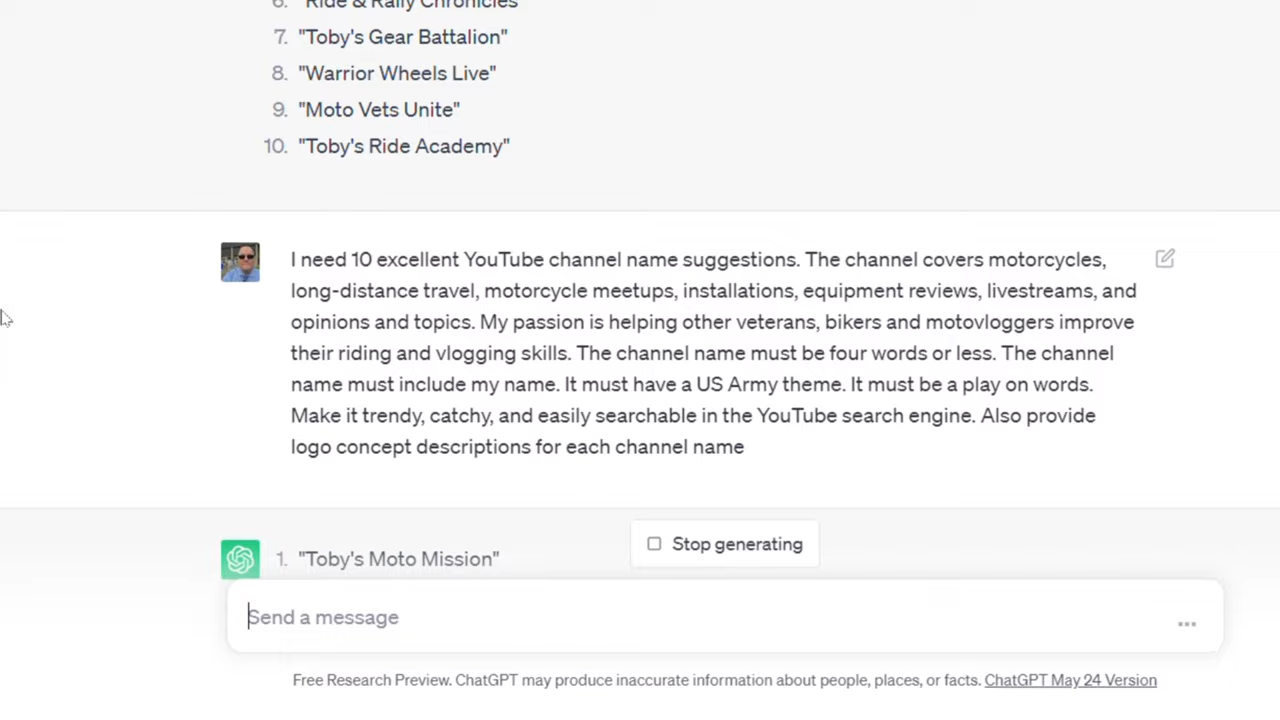 6. "Ride & Rally Chronicles"
7. "Toby's Gear Battalion"
8. "Warrior Wheels Live"
9. "Moto Vets Unite"
10. "Toby's Ride Academy"
I need 10 excellent YouTube channel name suggestions. The channel covers motorcycles,
long-distance travel, motorcycle meetups, installations, equipment reviews, livestreams, and
opinions and topics. My passion is helping other veterans, bikers and motovloggers improve
their riding and vlogging skills. The channel name must be four words or less. The channel
name must include my name. It must have a US Army theme. It must be a play on words.
Make it trendy, catchy, and easily searchable in the YouTube search engine. Also provide
logo concept descriptions for each channel name
Stop generating
1. "Toby's Moto Mission"
Send a message
...
Free Research Preview. ChatGPT may produce inaccurate information about people, places, or facts. ChatGPT May 24 Version